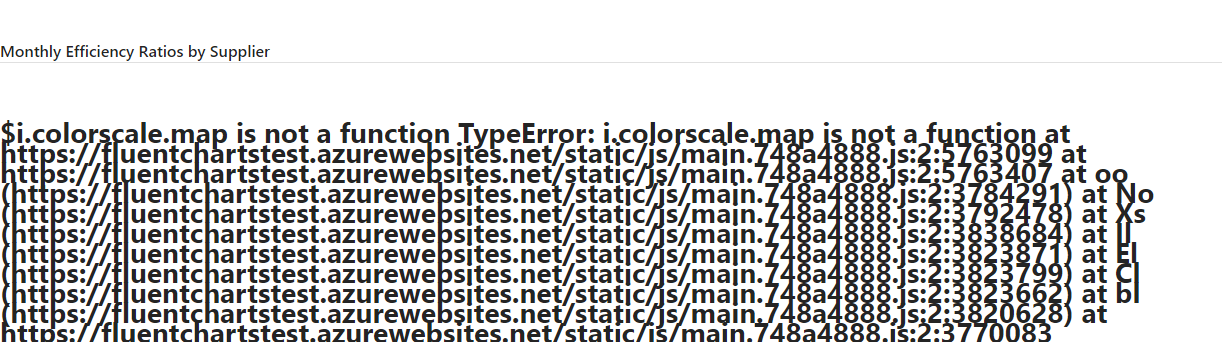 Monthly Efficiency Ratios by Supplier
$i.colorscale.map is not a function TypeError: i.colorscale.map is not a function at
https://fluentchartstest.azurewebsites.net/static/js/main.748a4888.js:2:5763099 at
https://fluentchartstest.azurewebsites.net/static/js/main.748a4888.js:2:5763407 at oo
(https://fluentchartstest.azurewebsites.net/static/js/main.748a4888.js:2:3784291) at No
(https://fluentchartstest.azurewebsites.net/static/js/main.748a4888.js:2:3792478) at Xs
(https://fluentchartstest.azurewebsites.net/static/js/main.748a4888.js:2:3838684) at Il
(https://fluentchartstest.azurewebsites.net/static/js/main.748a4888.js:2:3823871) at El
(https://fluentchartstest.azurewebsites.net/static/js/main.748a4888.js:2:3823799) at Cl
(https://fluentchartstest.azurewebsites.net/static/js/main.748a4888.js:2:3823662) at bl
(https://fluentchartstest.azurewebsites.net/static/js/main.748a4888.js:2:3820628) at
https://fluentchartstest.azurewebsites.net/static/js/main.748a4888.js:2:3770083